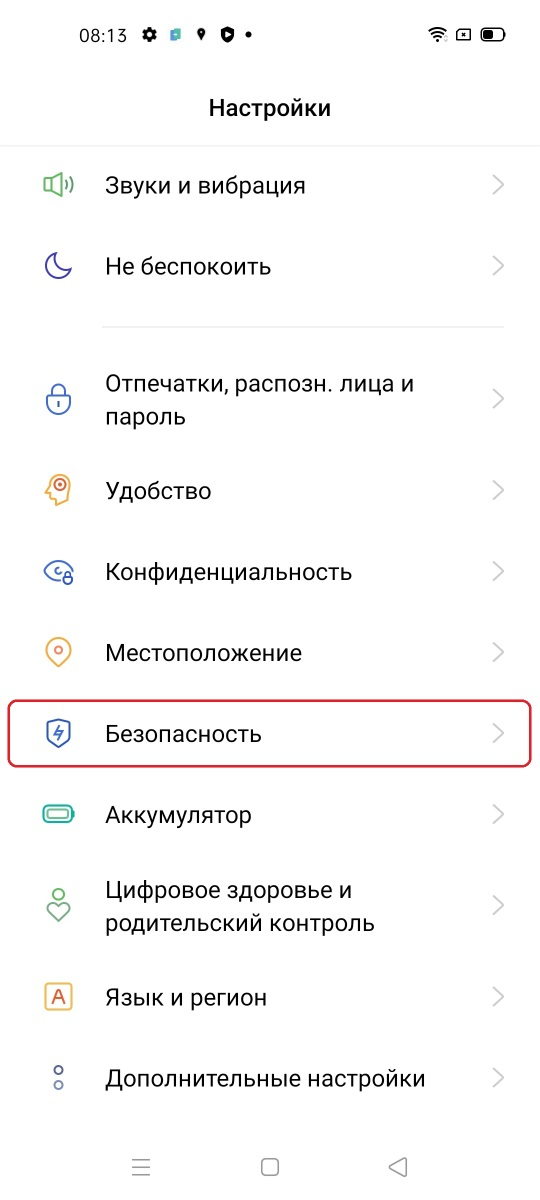 08:13
Настройки
Звуки и вибрация
Не беспокоить
Отпечатки, распозн. лица и
пароль
Удобство
Конфиденциальность
Местоположение
Безопасность
Аккумулятор
Цифровое здоровье и
родительский контроль
A
Язык и регион
Дополнительные настройки